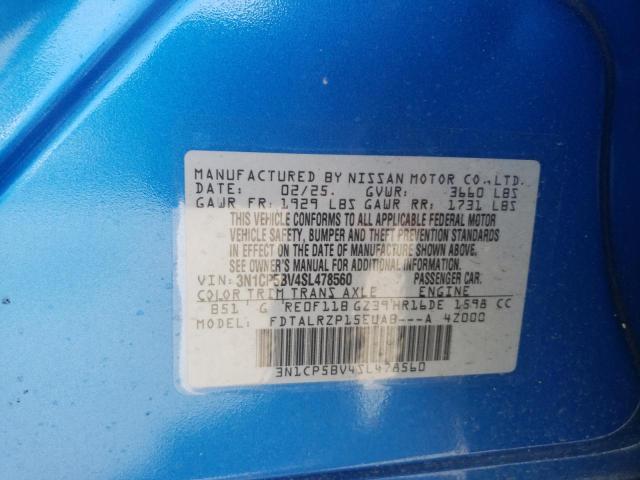 MANUFACTURED BY NISSAN MOTOR CO., LTD.
DATE: 02/25. GVWR: 3660 LBS
GAWR FR: 1929 LBS GAWR RR: 1731 LBS
THIS VEHICLE CONFORMS TO ALL APPLICABLE FEDERAL MOTOR
VEHICLE SAFETY, BUMPER AND THEFT PREVENTION STANDARDS
IN EFFECT ON THE DATE OF MANUFACTURE SHOWN ABOVE.
SEE OWNER'S MANUAL FOR ADDITIONAL INFORMATION
VIN: 3N1CP5BV4SL478560 PASSENGER CAR.
COLOR TRIM TRANS AXLE ENGINE
B51 G RE0F11B GZ39 HR16DE 1598 CC
MODEL: FDTALRZP15EUAB---A 4Z000
3N1CP5BV4SL478560